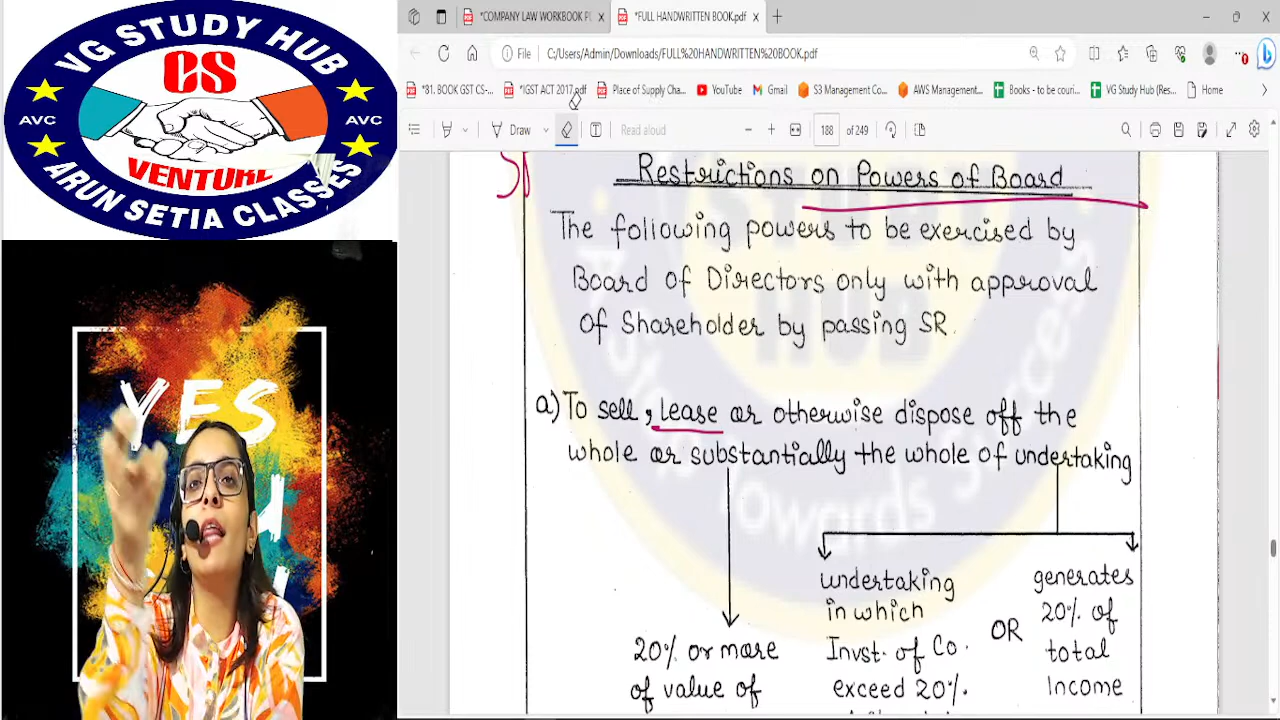 VG STUDY HUB
CS
AVC
AVC
VENTURE
ARUN SETIA CLASSES
YES
*COMPANY LAW WORKBOOK
*FULL HANDWRITTEN BOOK.pdf
File
C:/Users/Admin/Downloads/FULL%20HANDWRITTEN%20BOOK.pdf
*81. BOOK GST CS-...
*IGST ACT 2017.pdf
Place of Supply Cha...
YouTube
Gmail
S3 Management Co...
AWS Management...
Books - to be couri...
VG Study Hub (Res...
Home
Draw
Read aloud
188 of 249
Restrictions on Powers of Board
The following powers to be exercised by
Board of Directors only with approval
of Shareholder by passing SR.
a) To sell, Lease or otherwise dispose off the
whole or substantially the whole of undertaking
20% or more
of value of
undertaking
in which
Invst. of Co.
exceed 20%.
OR
generates
20% of
total
Income